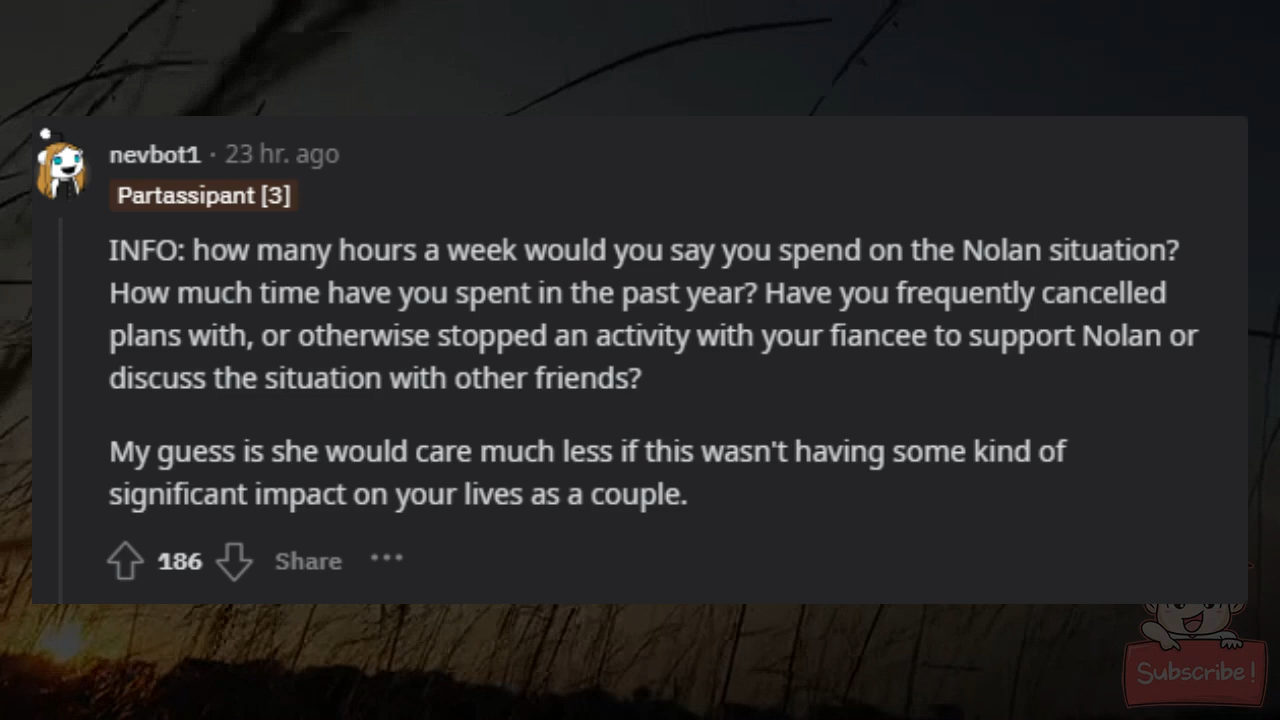 nevbot1 · 23 hr. ago
Partassipant [3]
INFO: how many hours a week would you say you spend on the Nolan situation?
How much time have you spent in the past year? Have you frequently cancelled
plans with, or otherwise stopped an activity with your fiancee to support Nolan or
discuss the situation with other friends?
My guess is she would care much less if this wasn't having some kind of
significant impact on your lives as a couple.
186 Share ···
Subscribe!